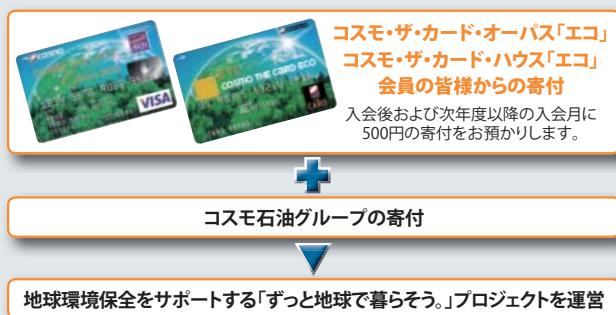 コスモ・ザ・カード・オーパス「エコ」
コスモ・ザ・カード・ハウス「エコ」
会員の皆様からの寄付
入会後および次年度以降の入会月に
500円の寄付をお預かりします。
COSMO THE CARD ECO
VISA
コスモ石油グループの寄付
地球環境保全をサポートする「ずっと地球で暮らそう。」プロジェクトを運営